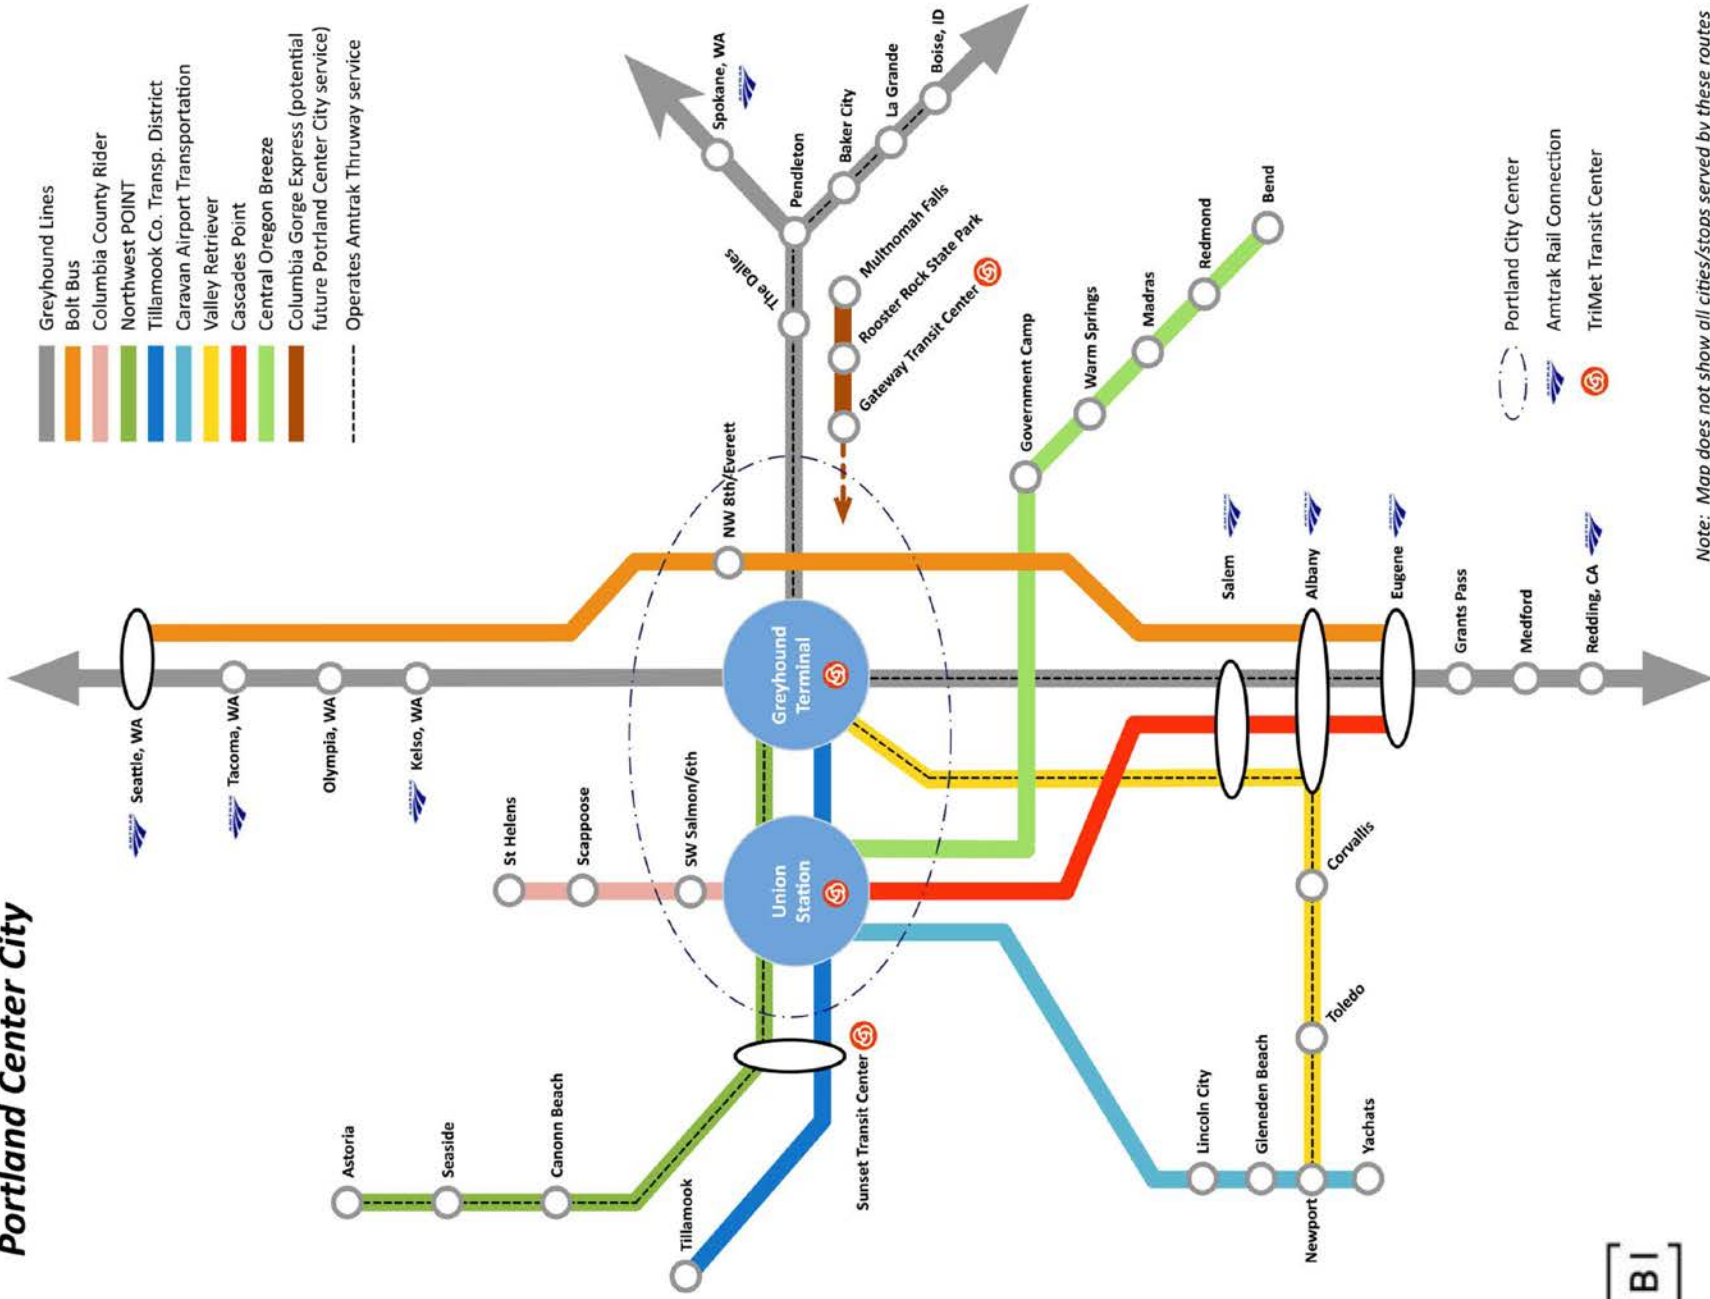 Portland Center City
Greyhound Lines
Bolt Bus
Columbia County Rider
Northwest POINT
Tillamook Co. Transp. District
Caravan Airport Transportation
Valley Retriever
Cascades Point
Central Oregon Breeze
Columbia Gorge Express (potential
future Potrland Center City service)
Operates Amtrak Thruway service
Seattle, WA
Tacoma, WA
Olympia, WA
Kelso, WA
St Helens
Scappoose
SW Salmon/6th
Astoria
Seaside
Canonn Beach
Tillamook
Sunset Transit Center
Union
Station
Greyhound
Terminal
NW 8th/Everett
The Dalles
Pendleton
Spokane, WA
Baker City
La Grande
Boise, ID
Multnomah Falls
Rooster Rock State Park
Gateway Transit Center
Government Camp
Warm Springs
Madras
Redmond
Bend
Salem
Albany
Eugene
Grants Pass
Medford
Redding, CA
Corvallis
Toledo
Lincoln City
Gleneden Beach
Newport
Yachats
Portland City Center
Amtrak Rail Connection
TriMet Transit Center
Note: Map does not show all cities/stops served by these routes
BI